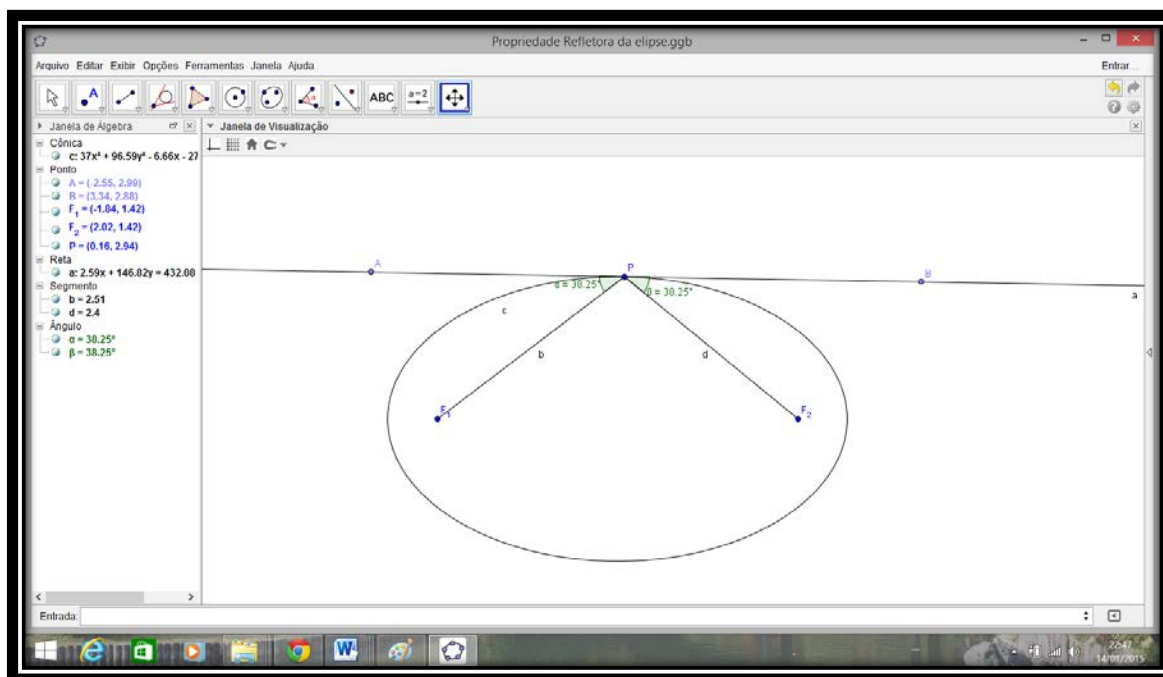 Propriedade Refletora da elipse.ggb
Arquivo Editar Exibir Opções Ferramentas Janela Ajuda
Entrar...
A
ABC
a=2
Janela de Álgebra
Janela de Visualização
Cônica
c: 37x² + 96.59y² - 6.66x - 27
Ponto
A = (-2.55, 2.99)
B = (3.34, 2.88)
F₁ = (-1.84, 1.42)
F₂ = (2.02, 1.42)
P = (0.16, 2.94)
Reta
a: 2.59x + 146.82y = 432.08
Segmento
b = 2.51
d = 2.4
Ângulo
α = 38.25°
β = 38.25°
A
P
B
a
α = 38.25°
β = 38.25°
c
b
d
F₁
F₂
Entrada:
22:47
14/01/2015